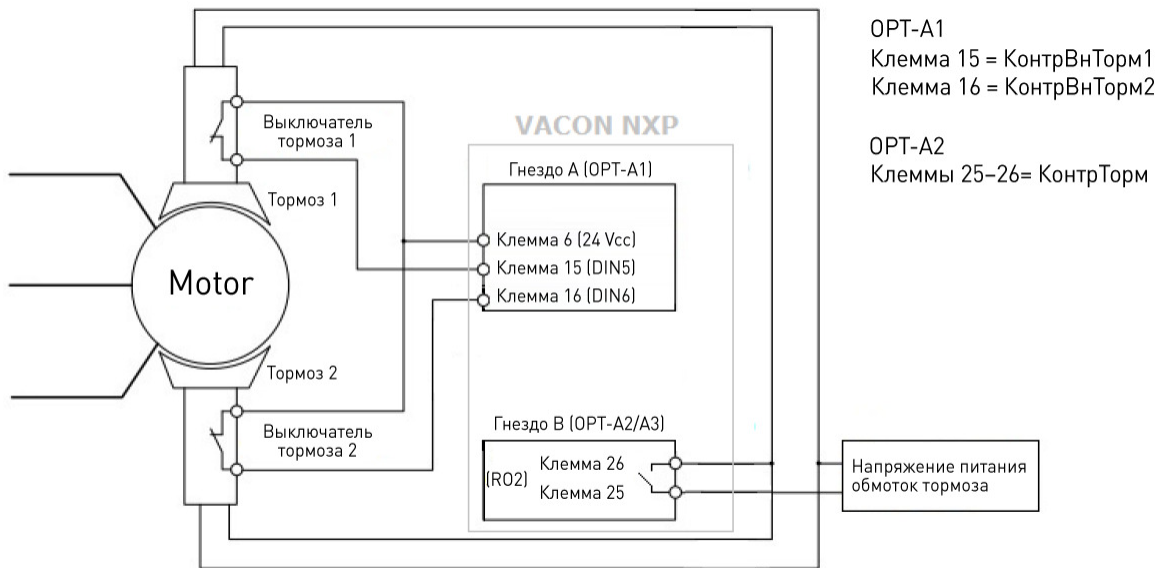 OPT-A1
Клемма 15 = КонтрВнТорм1
Клемма 16 = КонтрВнТорм2
OPT-A2
Клеммы 25–26= КонтрТорм
VACON NXP
Выключатель
тормоза 1
Тормоз 1
Гнездо A (OPT-A1)
Клемма 6 (24 Vcc)
Клемма 15 (DIN5)
Клемма 16 (DIN6)
Motor
Тормоз 2
Выключатель
тормоза 2
Гнездо B (OPT-A2/A3)
(RO2)
Клемма 26
Клемма 25
Напряжение питания
обмоток тормоза